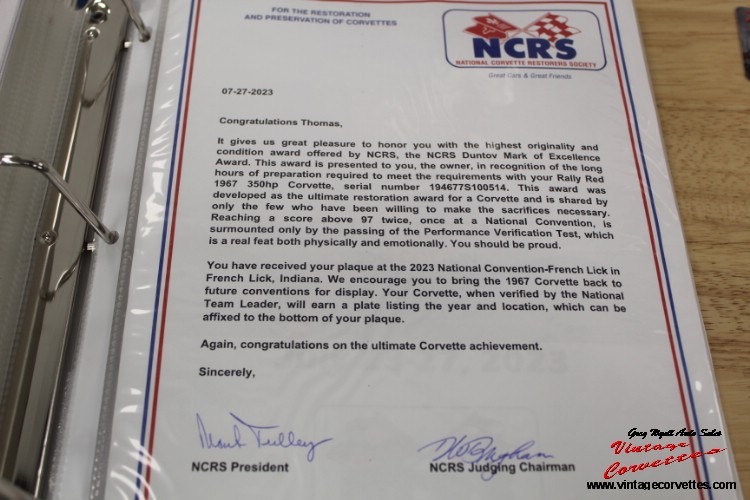 FOR THE RESTORATION
AND PRESERVATION OF CORVETTES
NCRS
NATIONAL CORVETTE RESTORERS SOCIETY
Great Cars & Great Friends
07-27-2023
Congratulations Thomas,
It gives us great pleasure to honor you with the highest originality and
condition award offered by NCRS, the NCRS Duntov Mark of Excellence
Award. This award is presented to you, the owner, in recognition of the long
hours of preparation required to meet the requirements with your Rally Red
1967 350hp Corvette, serial number 194677S100514. This award was
developed as the ultimate restoration award for a Corvette and is shared by
only the few who have been willing to make the sacrifices necessary.
Reaching a score above 97 twice, once at a National Convention, is
surmounted only by the passing of the Performance Verification Test, which
is a real feat both physically and emotionally. You should be proud.
You have received your plaque at the 2023 National Convention-French Lick in
French Lick, Indiana. We encourage you to bring the 1967 Corvette back to
future conventions for display. Your Corvette, when verified by the National
Team Leader, will earn a plate listing the year and location, which can be
affixed to the bottom of your plaque.
Again, congratulations on the ultimate Corvette achievement.
Sincerely,
NCRS President
NCRS Judging Chairman
Greg Wyatt Auto Sales
Vintage
Corvettes
www.vintagecorvettes.com